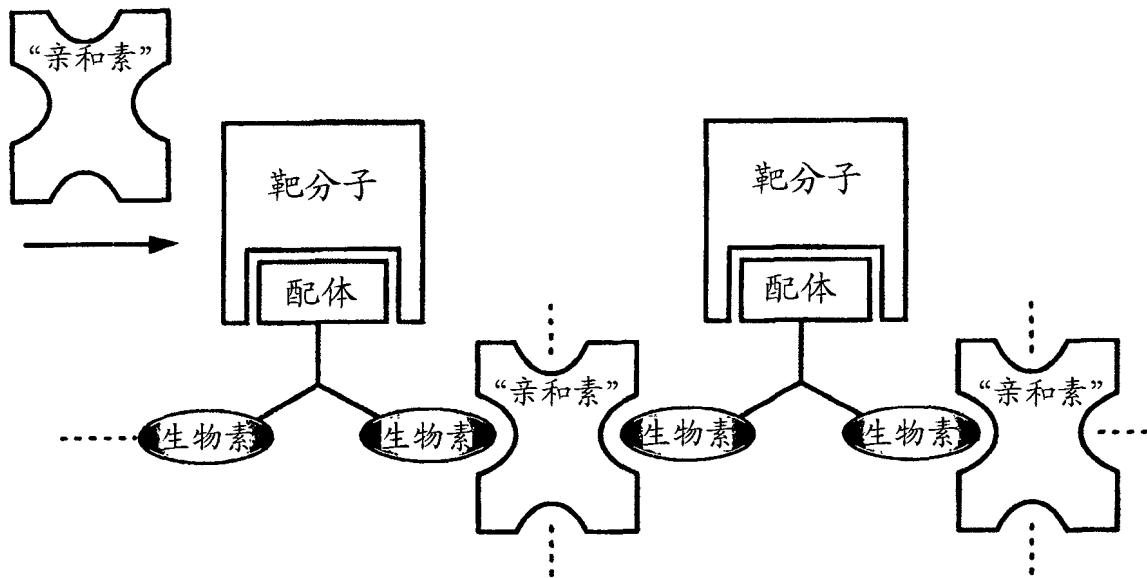 “亲和素”
靶分子
配体
靶分子
配体
“亲和素”
“亲和素”
生物素
生物素
生物素
生物素